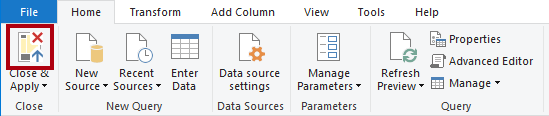 File Home Transform Add Column View Tools Help
Close & Apply
New Source
Recent Sources
Enter Data
Data source settings
Manage Parameters
Refresh Preview
Properties
Advanced Editor
Manage
Close
New Query
Data Sources
Parameters
Query